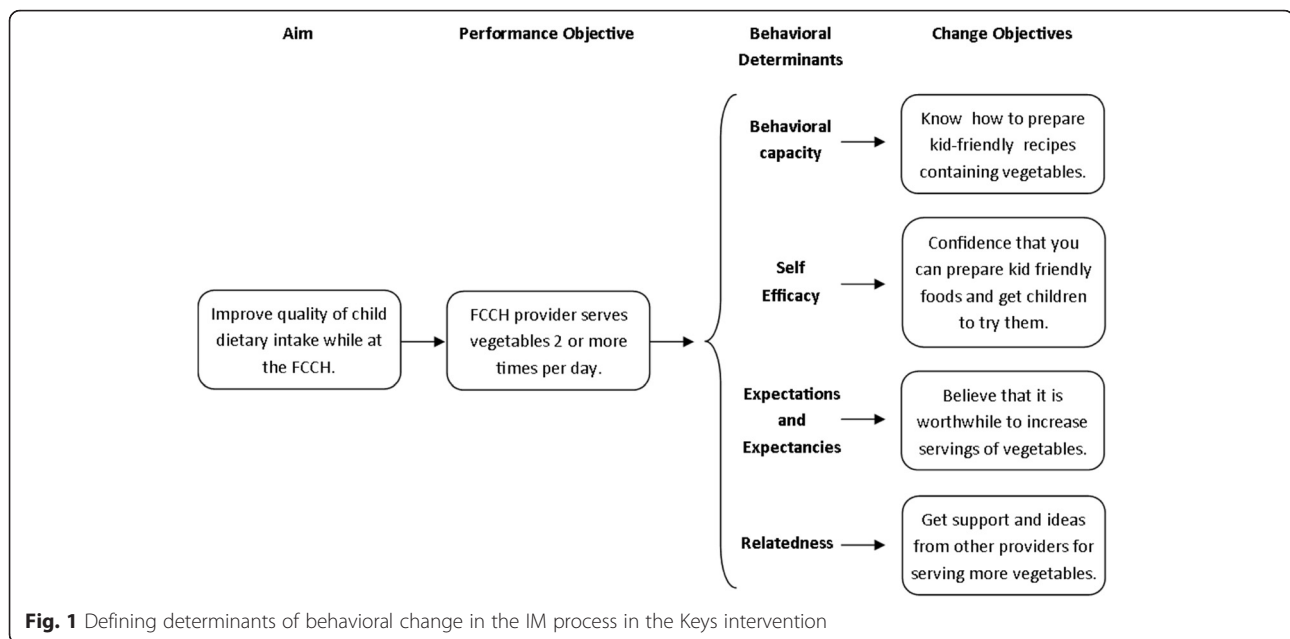 Aim
Performance Objective
Behavioral
Determinants
Change Objectives
Improve quality of child
dietary intake while at
the FCCH.
FCCH provider serves
vegetables 2 or more
times per day.
Behavioral
capacity
Know how to prepare
kid-friendly recipes
containing vegetables.
Self
Efficacy
Confidence that you
can prepare kid friendly
foods and get children
to try them.
Expectations
and
Expectancies
Believe that it is
worthwhile to increase
servings of vegetables.
Relatedness
Get support and ideas
from other providers for
serving more vegetables.
Fig. 1 Defining determinants of behavioral change in the IM process in the Keys intervention